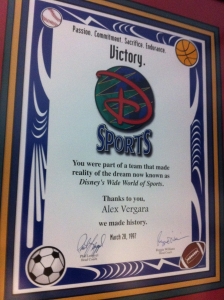 Passion. Commitment. Sacrifice. Endurance.
Victory.
D
SPORTS
You were part of a team that made
reality of the dream now known as
Disney's Wide World of Sports.
Thanks to you,
Alex Vergara
we made history.
March 28, 1997